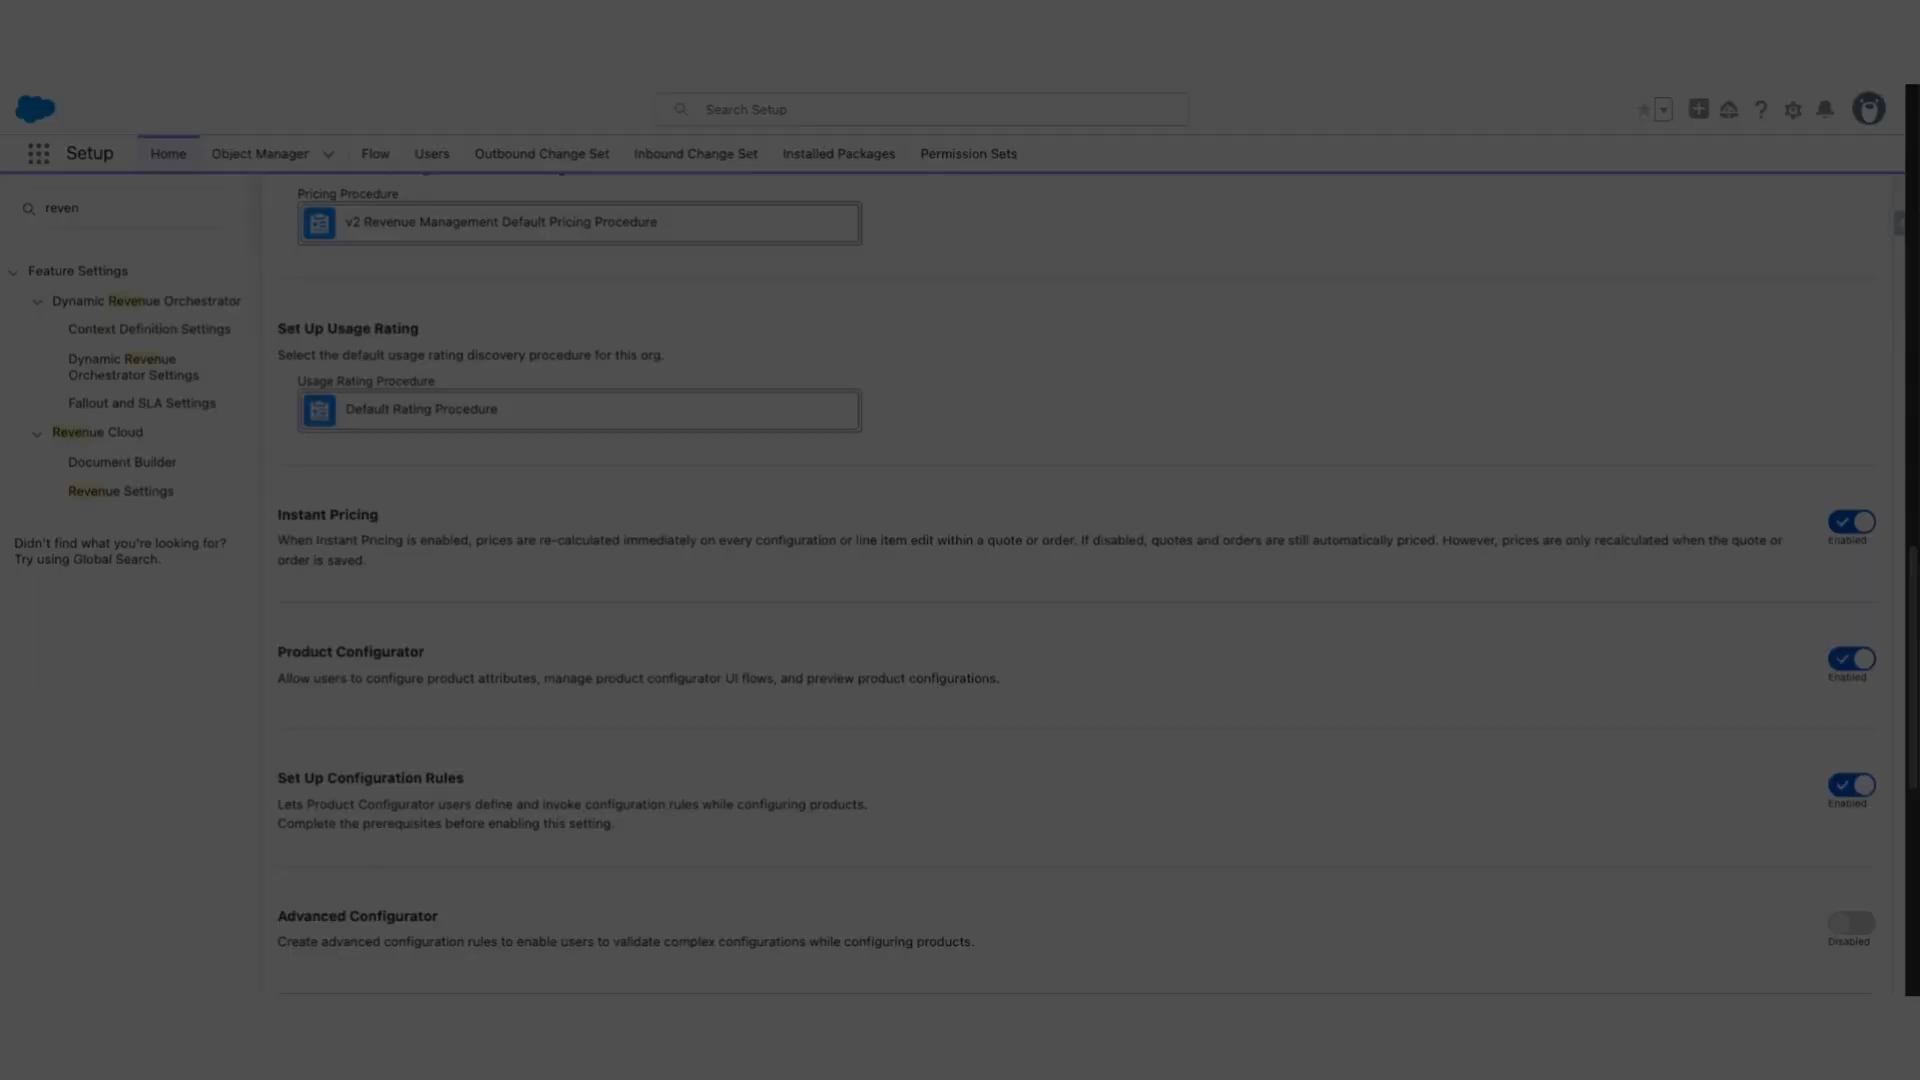 Search Setup
Setup
Home
Object Manager
Flow
Users
Outbound Change Set
Inbound Change Set
Installed Packages
Permission Sets
reven
Feature Settings
Dynamic Revenue Orchestrator
Context Definition Settings
Dynamic Revenue
Orchestrator Settings
Fallout and SLA Settings
Revenue Cloud
Document Builder
Revenue Settings
Didn't find what you're looking for?
Try using Global Search.
Pricing Procedure
v2 Revenue Management Default Pricing Procedure
Set Up Usage Rating
Select the default usage rating discovery procedure for this org.
Usage Rating Procedure
Default Rating Procedure
Instant Pricing
When Instant Pricing is enabled, prices are re-calculated immediately on every configuration or line item edit within a quote or order. If disabled, quotes and orders are still automatically priced. However, prices are only recalculated when the quote or
order is saved.
Enabled
Product Configurator
Allow users to configure product attributes, manage product configurator UI flows, and preview product configurations.
Enabled
Set Up Configuration Rules
Lets Product Configurator users define and invoke configuration rules while configuring products.
Complete the prerequisites before enabling this setting.
Enabled
Advanced Configurator
Create advanced configuration rules to enable users to validate complex configurations while configuring products.
Disabled